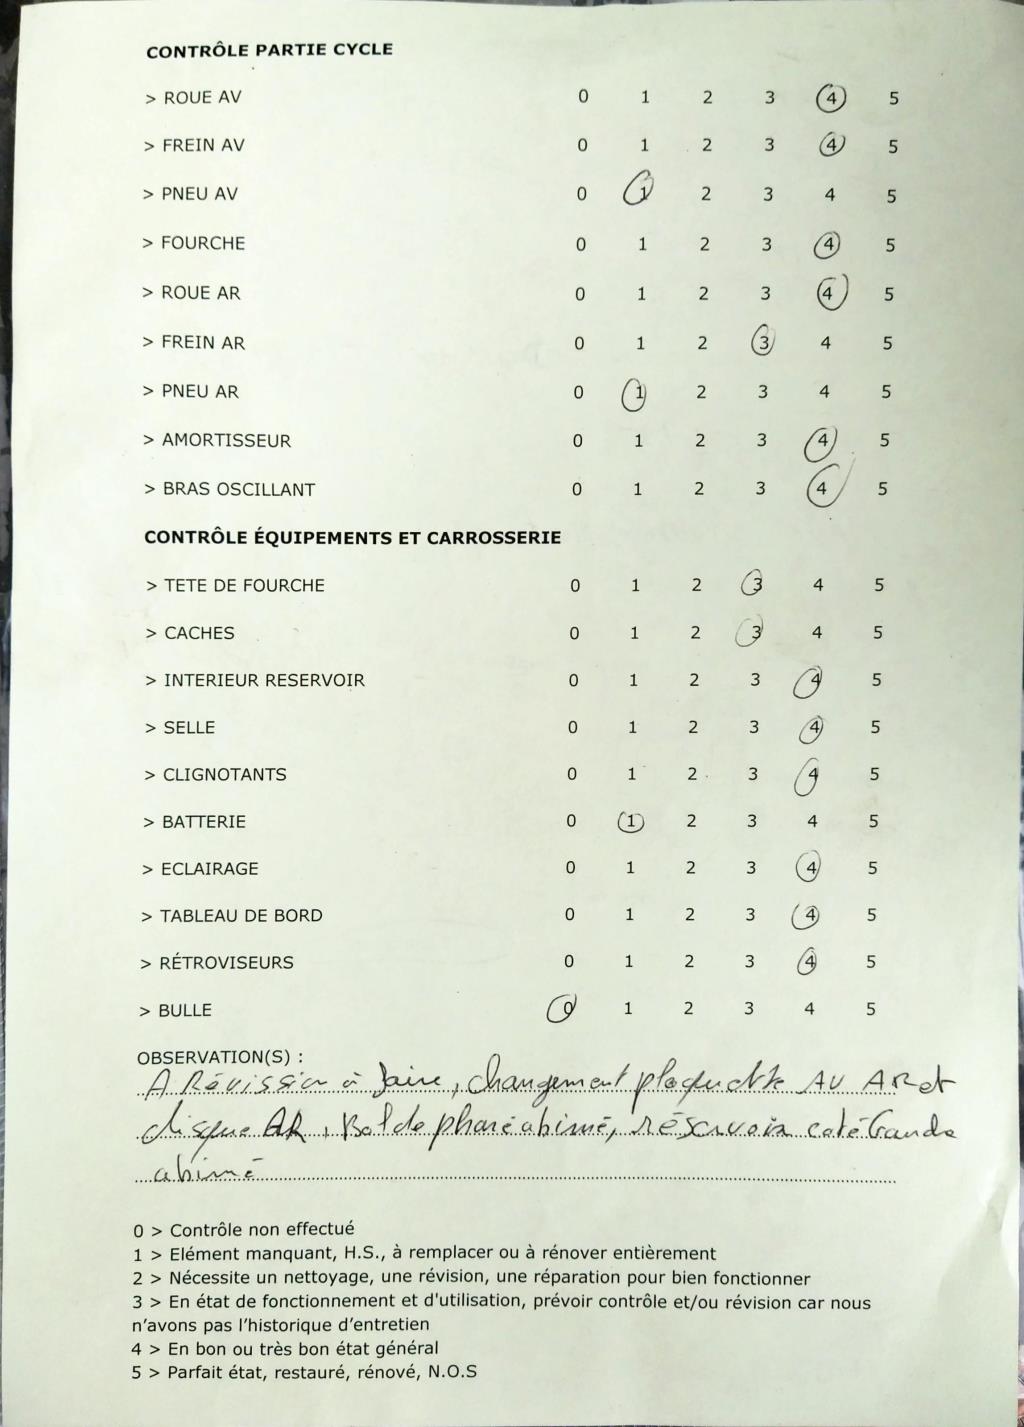 CONTRÔLE PARTIE CYCLE
> ROUE AV 0 1 2 3 4 5
> FREIN AV 0 1 2 3 4 5
> PNEU AV 0 1 2 3 4 5
> FOURCHE 0 1 2 3 4 5
> ROUE AR 0 1 2 3 4 5
> FREIN AR 0 1 2 3 4 5
> PNEU AR 0 1 2 3 4 5
> AMORTISSEUR 0 1 2 3 4 5
> BRAS OSCILLANT 0 1 2 3 4 5
CONTRÔLE ÉQUIPEMENTS ET CARROSSERIE
> TETE DE FOURCHE 0 1 2 3 4 5
> CACHES 0 1 2 3 4 5
> INTERIEUR RESERVOIR 0 1 2 3 4 5
> SELLE 0 1 2 3 4 5
> CLIGNOTANTS 0 1 2 3 4 5
> BATTERIE 0 1 2 3 4 5
> ECLAIRAGE 0 1 2 3 4 5
> TABLEAU DE BORD 0 1 2 3 4 5
> RÉTROVISEURS 0 1 2 3 4 5
> BULLE 0 1 2 3 4 5
OBSERVATION(S) :
A Révission à faire, changement plaquette AV AR et
disque AR, Bol de phare abimé, réservoir coté
abimé
0 > Contrôle non effectué
1 > Elément manquant, H.S., à remplacer ou à rénover entièrement
2 > Nécessite un nettoyage, une révision, une réparation pour bien fonctionner
3 > En état de fonctionnement et d'utilisation, prévoir contrôle et/ou révision car nous
n'avons pas l'historique d'entretien
4 > En bon ou très bon état général
5 > Parfait état, restauré, rénové, N.O.S